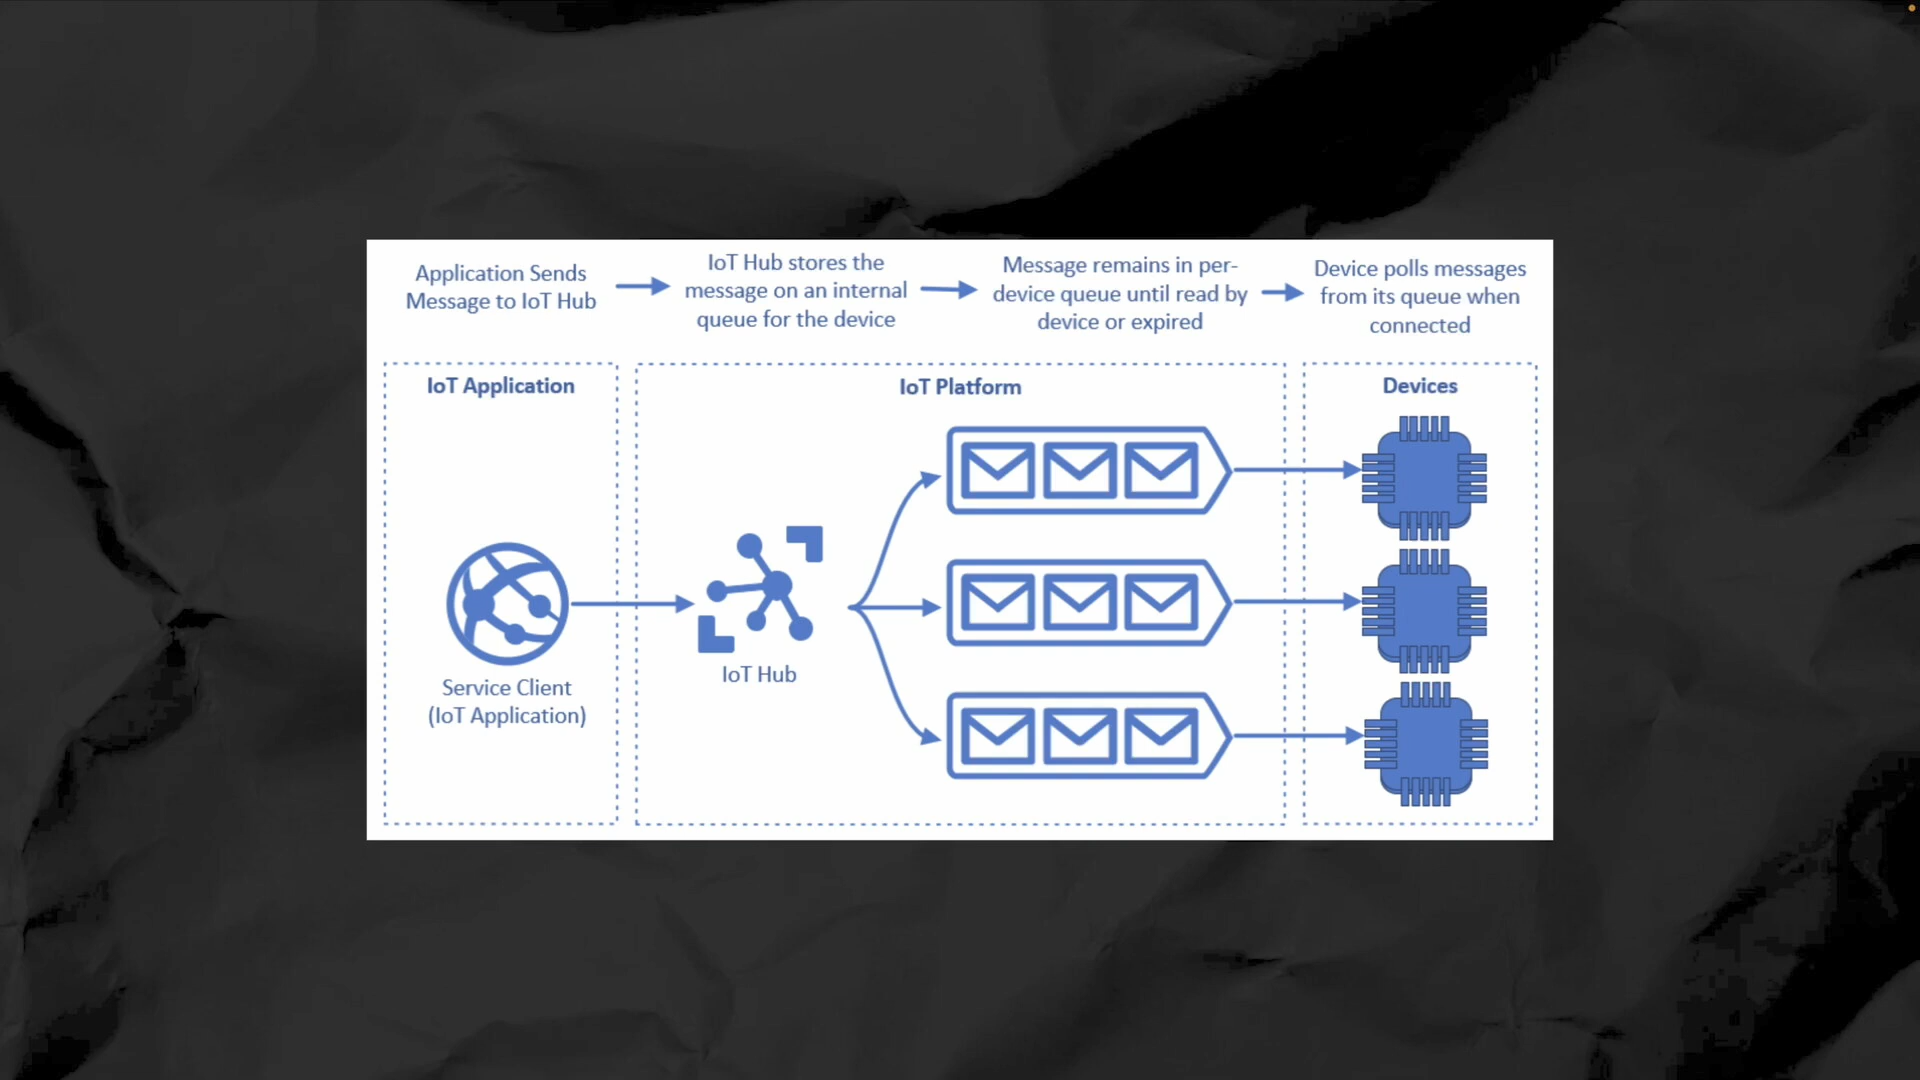 Application Sends
Message to IoT Hub
IoT Hub stores the
message on an internal
queue for the device
Message remains in per-
device queue until read by
device or expired
Device polls messages
from its queue when
connected
IoT Application
IoT Platform
Devices
Service Client
(IoT Application)
IoT Hub